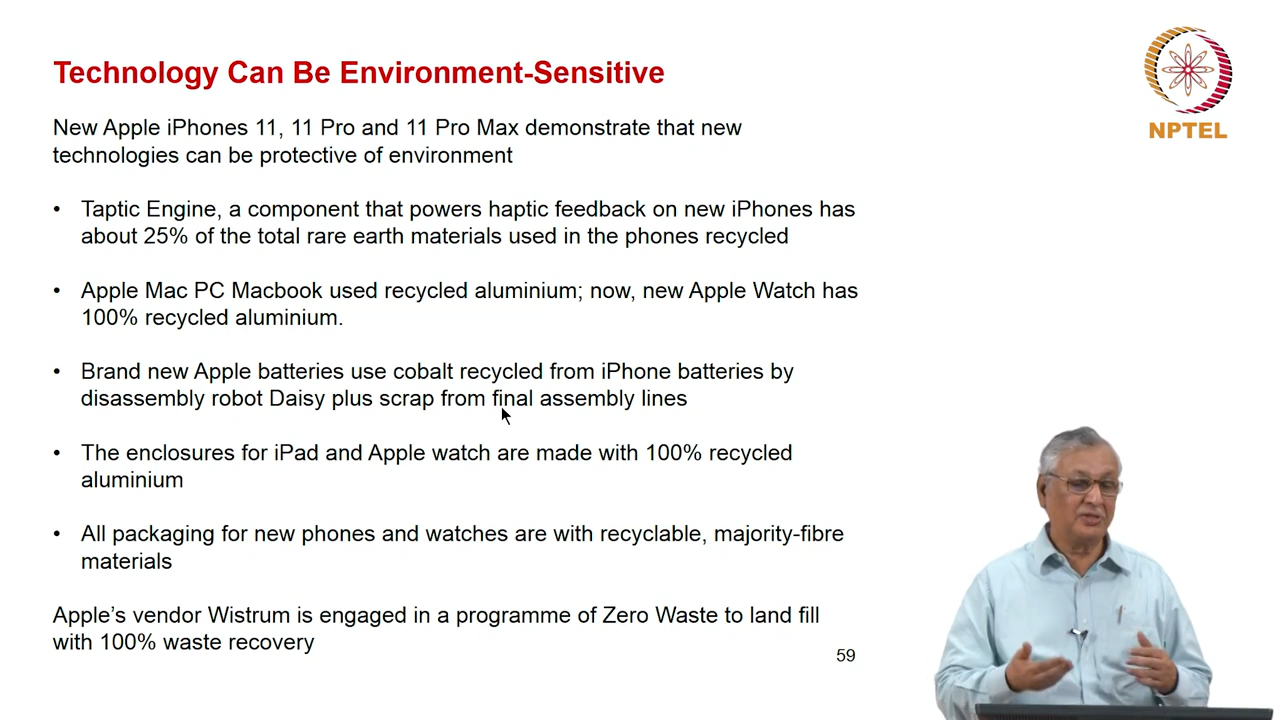 Technology Can Be Environment-Sensitive
NPTEL
New Apple iPhones 11, 11 Pro and 11 Pro Max demonstrate that new
technologies can be protective of environment
• Taptic Engine, a component that powers haptic feedback on new iPhones has
about 25% of the total rare earth materials used in the phones recycled
• Apple Mac PC Macbook used recycled aluminium; now, new Apple Watch has
100% recycled aluminium.
• Brand new Apple batteries use cobalt recycled from iPhone batteries by
disassembly robot Daisy plus scrap from final assembly lines
• The enclosures for iPad and Apple watch are made with 100% recycled
aluminium
• All packaging for new phones and watches are with recyclable, majority-fibre
materials
Apple's vendor Wistrum is engaged in a programme of Zero Waste to land fill
with 100% waste recovery
59